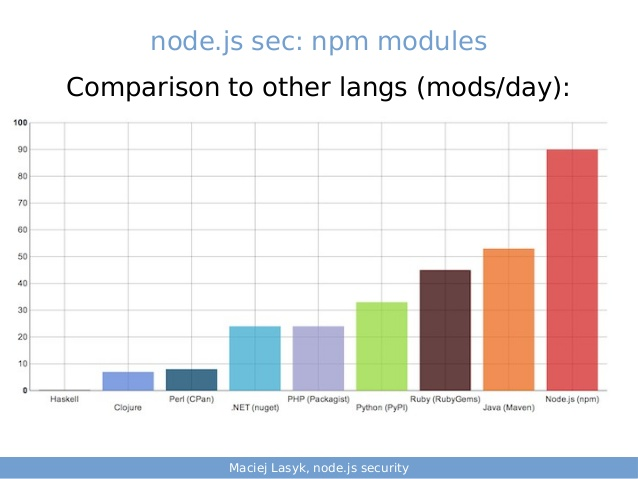 node.js sec: npm modules
Comparison to other langs (mods/day):
100
90
80
70
60
50
40
30
20
10
0
Haskell
Clojure
Perl (CPan)
.NET (nuget)
PHP (Packagist)
Python (PyPI)
Ruby (RubyGems)
Java (Maven)
Node.js (npm)
Maciej Lasyk, node.js security